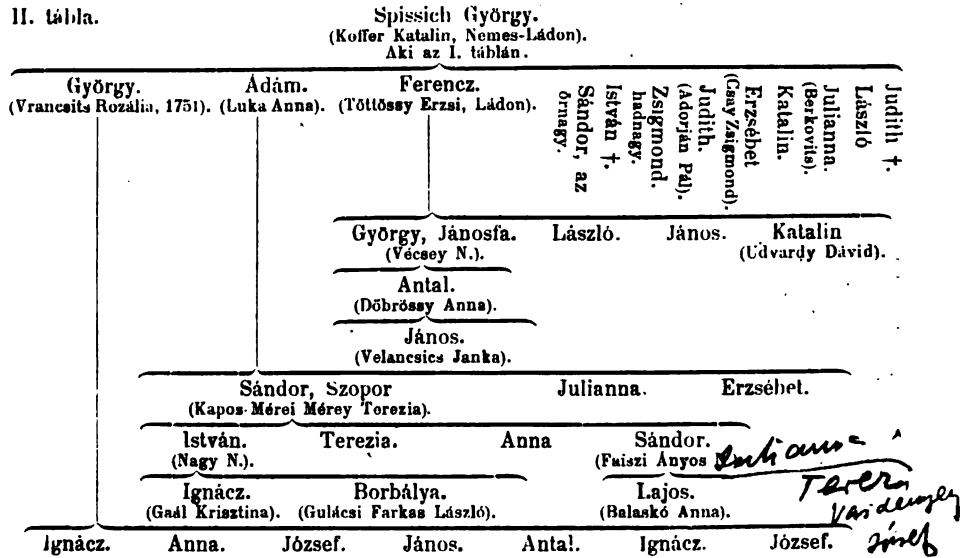 II. tábla.
Spissich György.
(Koffer Katalin, Nemes-Ládon).
Aki az I. táblán.
György.
(Vrancsits Rozália, 1751).
Ádám.
(Luka Anna).
Ferencz.
(Töttössy Erzsi, Ládon).
Sándor, az
őrnagy.
István †.
Zsigmond.
hadnagy.
Judith.
(Adorján Pál).
Erzsébet
(Csay Zsigmond).
Katalin.
Julianna.
(Berkovits).
László
Judith †.
György, Jánosfa.
(Vécsey N.).
László.
János.
Katalin
(Udvardy Dávid).
Antal.
(Döbrössy Anna).
János.
(Velancsics Janka).
Sándor, Szopor
(Kapos-Mérei Mérey Terezia).
Julianna.
Erzsébet.
István.
(Nagy N.).
Terezia.
Anna
Sándor.
(Faiszi Ányos
Ignácz.
(Gaál Krisztina).
Borbálya.
(Gulácsi Farkas László).
Lajos.
(Balaskó Anna).
Ignácz. Anna. József. János. Antal. Ignácz. József.
József